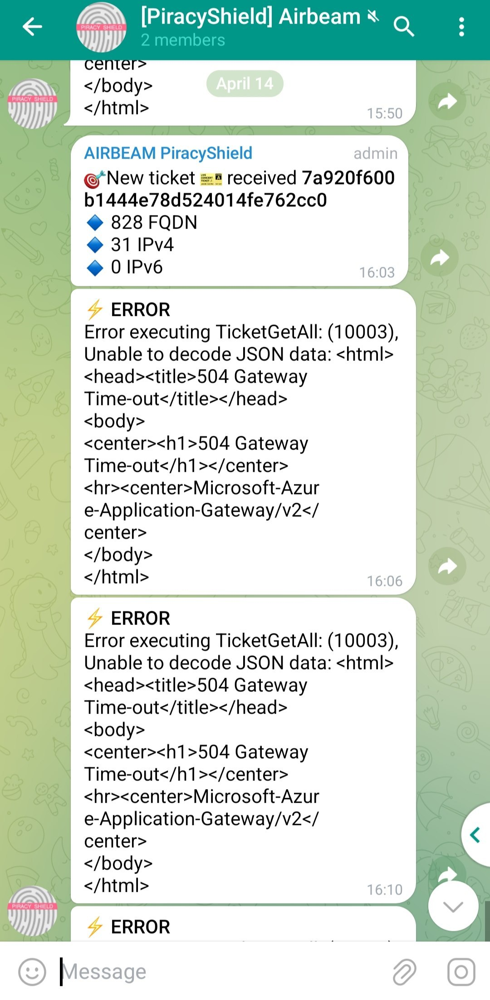 [PiracyShield] Airbeam
2 members
PIRACY SHIELD
center>
April 14
</body>
PIRACY SHIELD
</html>
15:50
AIRBEAM PiracyShield admin
🎯New ticket 🎫 received 7a920f600
b1444e78d524014fe762cc0
🔷 828 FQDN
🔷 31 IPv4
🔷 0 IPv6
16:03
⚡ ERROR
Error executing TicketGetAll: (10003),
Unable to decode JSON data: <html>
<head><title>504 Gateway
Time-out</title></head>
<body>
<center><h1>504 Gateway
Time-out</h1></center>
<hr><center>Microsoft-Azur
e-Application-Gateway/v2</
center>
</body>
</html>
16:06
⚡ ERROR
Error executing TicketGetAll: (10003),
Unable to decode JSON data: <html>
<head><title>504 Gateway
Time-out</title></head>
<body>
<center><h1>504 Gateway
Time-out</h1></center>
<hr><center>Microsoft-Azur
e-Application-Gateway/v2</
center>
</body>
</html>
16:10
PIRACY SHIELD
⚡ ERROR
Message